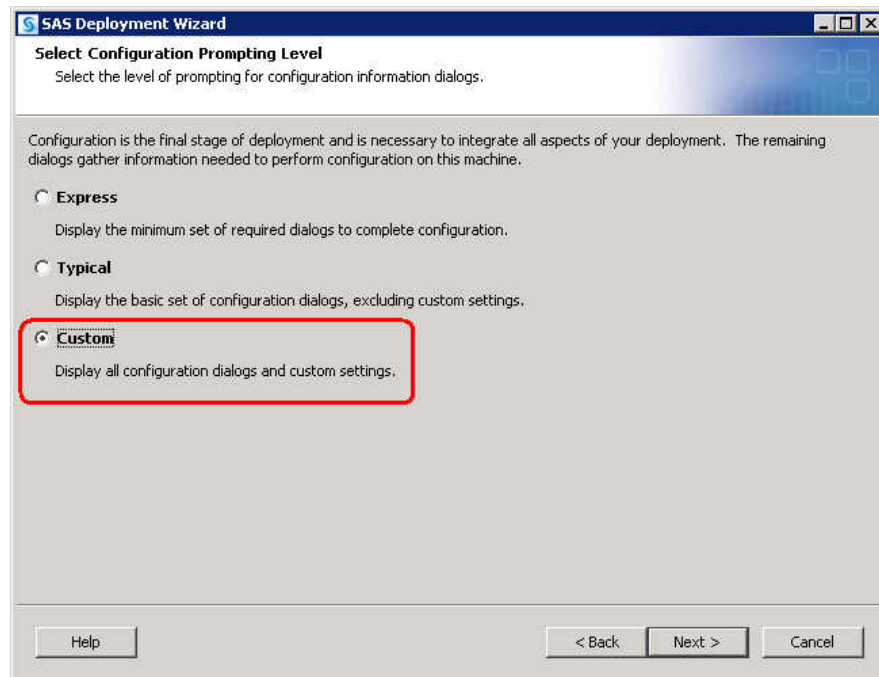 SAS Deployment Wizard
Select Configuration Prompting Level
Select the level of prompting for configuration information dialogs.
Configuration is the final stage of deployment and is necessary to integrate all aspects of your deployment. The remaining
dialogs gather information needed to perform configuration on this machine.
Express
Display the minimum set of required dialogs to complete configuration.
Typical
Display the basic set of configuration dialogs, excluding custom settings.
Custom
Display all configuration dialogs and custom settings.
Help
< Back
Next >
Cancel